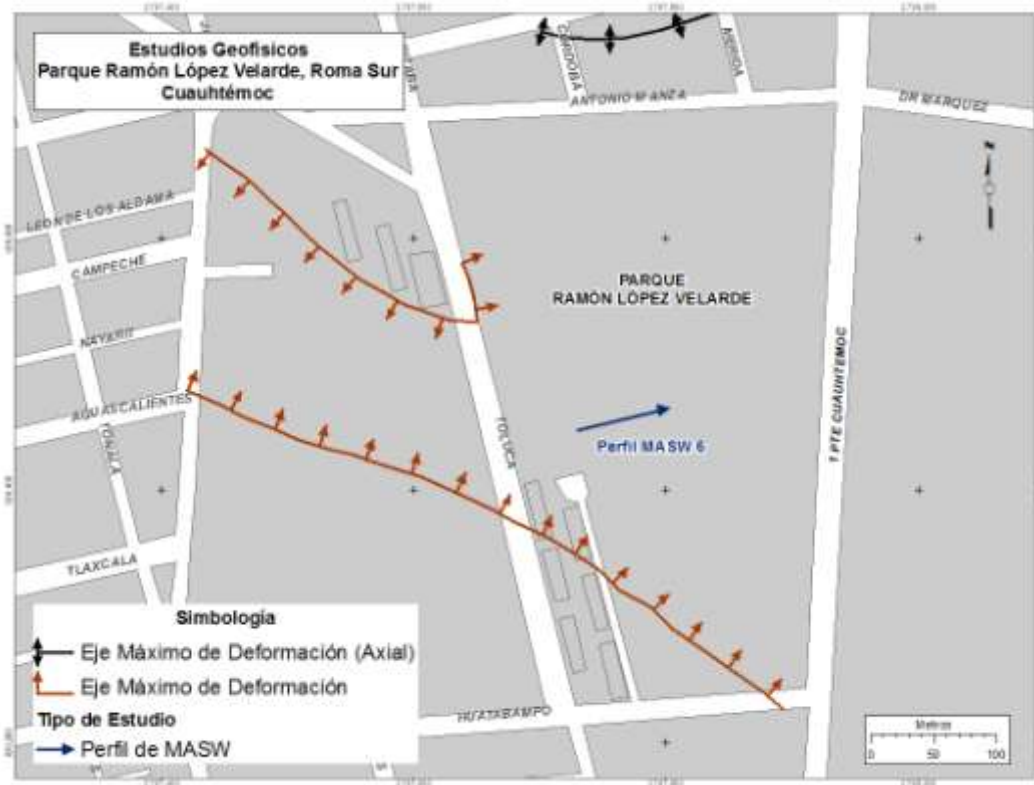 Estudios Geofísicos
Parque Ramón López Velarde, Roma Sur
Cuauhtémoc
CORDOBA
MERIDA
ANTONIO M ANZA
DR MARQUEZ
LEON DE LOS ALDAMA
CAMPECHE
NAYARIT
AGUASCALIENTES
TONALA
TLAXCALA
TOLUCA
PARQUE
RAMÓN LÓPEZ VELARDE
Perfil MASW 6
1 PTE CUAUHTEMOC
HUATABAMPO
Simbología
Eje Máximo de Deformación (Axial)
Eje Máximo de Deformación
Tipo de Estudio
Perfil de MASW
N
Metros
0 50 100